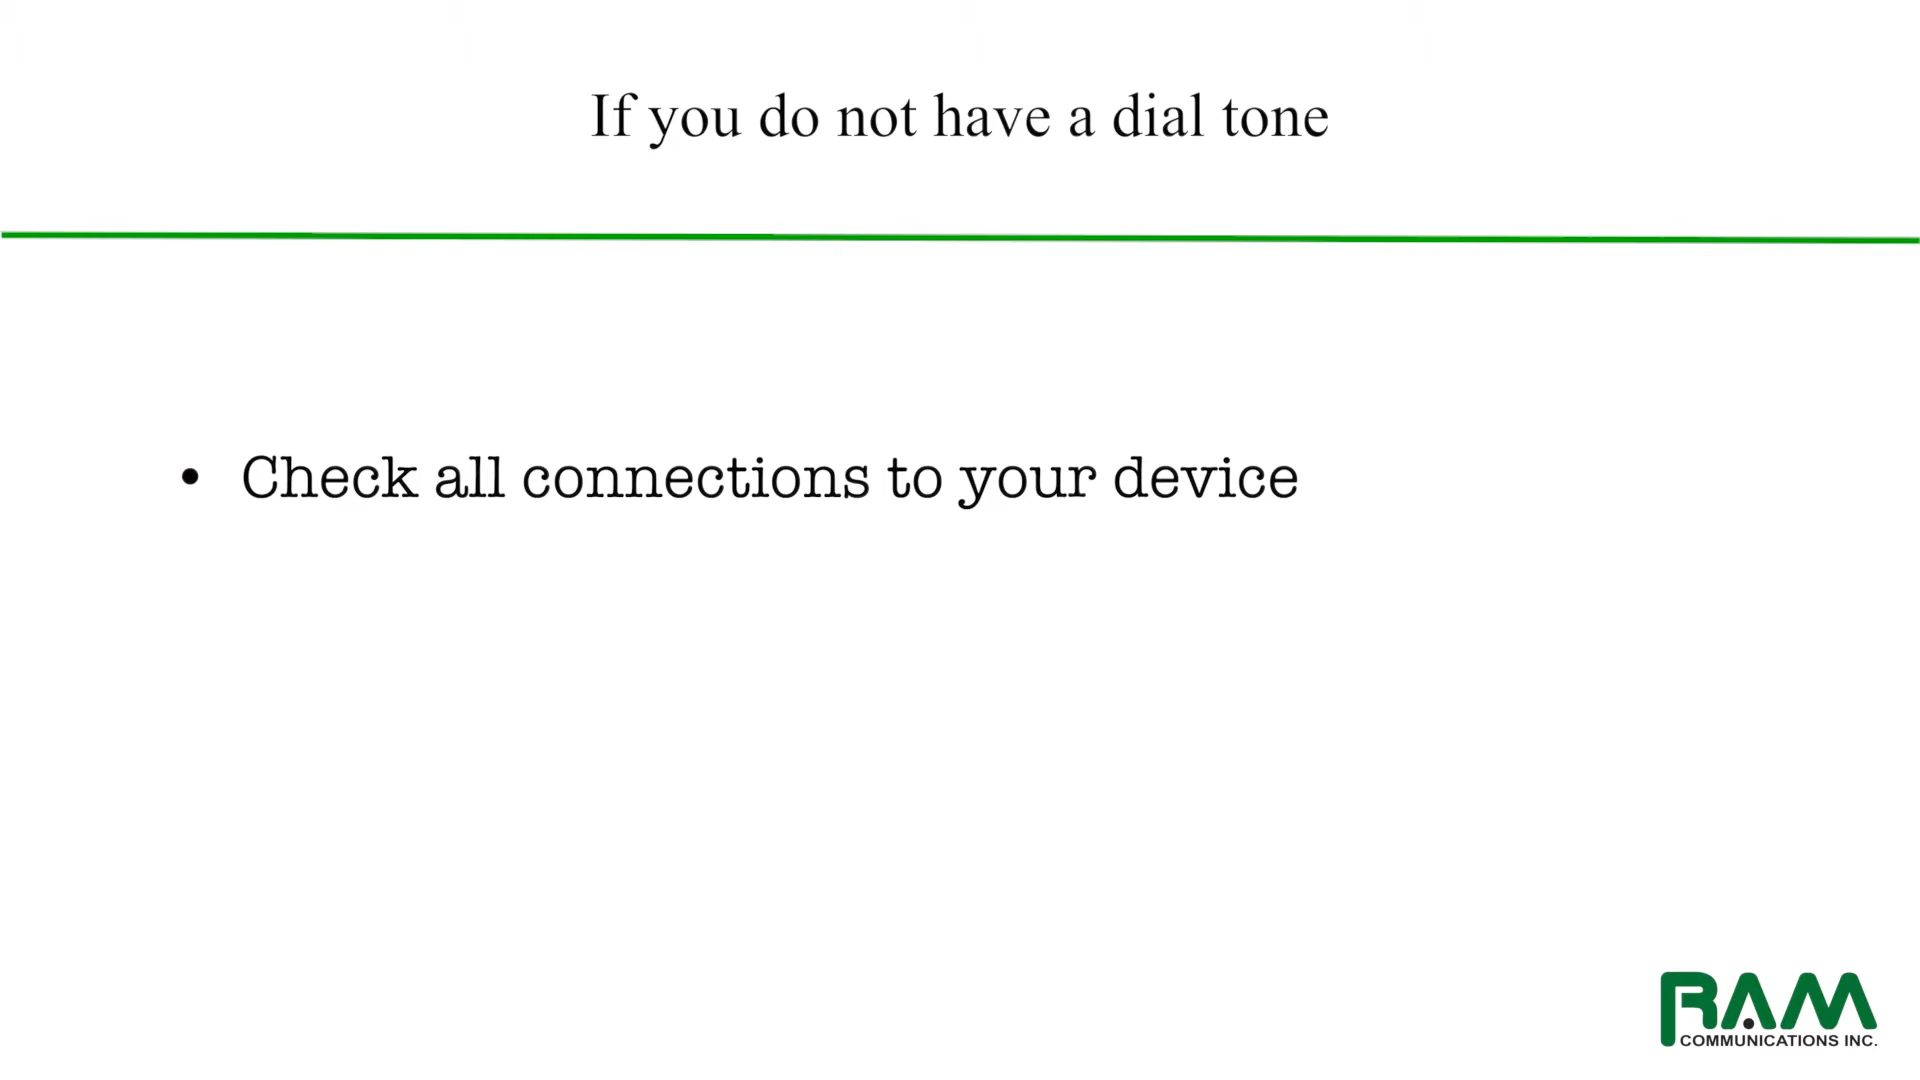 If you do not have a dial tone
• Check all connections to your device
RAM
COMMUNICATIONS INC.